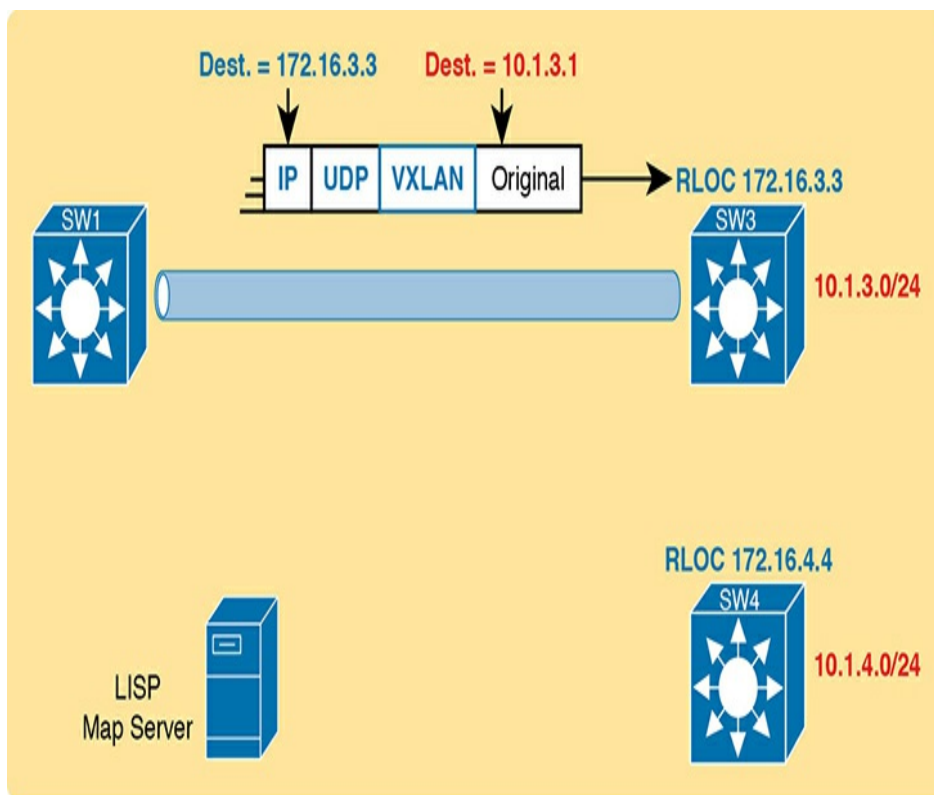 Dest. = 172.16.3.3 Dest. = 10.1.3.1
IP UDP VXLAN Original
RLOC 172.16.3.3
SW1
SW3
10.1.3.0/24
RLOC 172.16.4.4
SW4
10.1.4.0/24
LISP
Map Server